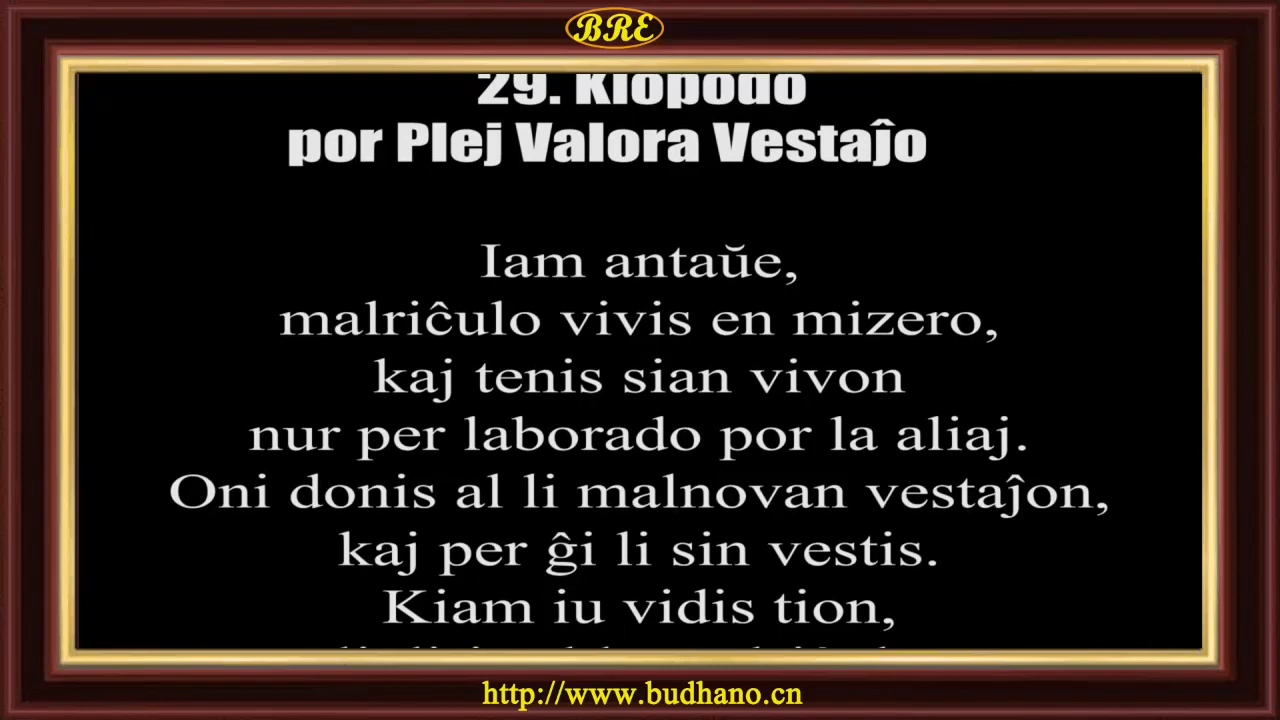 BRE
29. Klopodo
por Plej Valora Vestaĵo
Iam antaŭe,
malriĉulo vivis en mizero,
kaj tenis sian vivon
nur per laborado por la aliaj.
Oni donis al li malnovan vestaĵon,
kaj per ĝi li sin vestis.
Kiam iu vidis tion,
http://www.budhano.cn